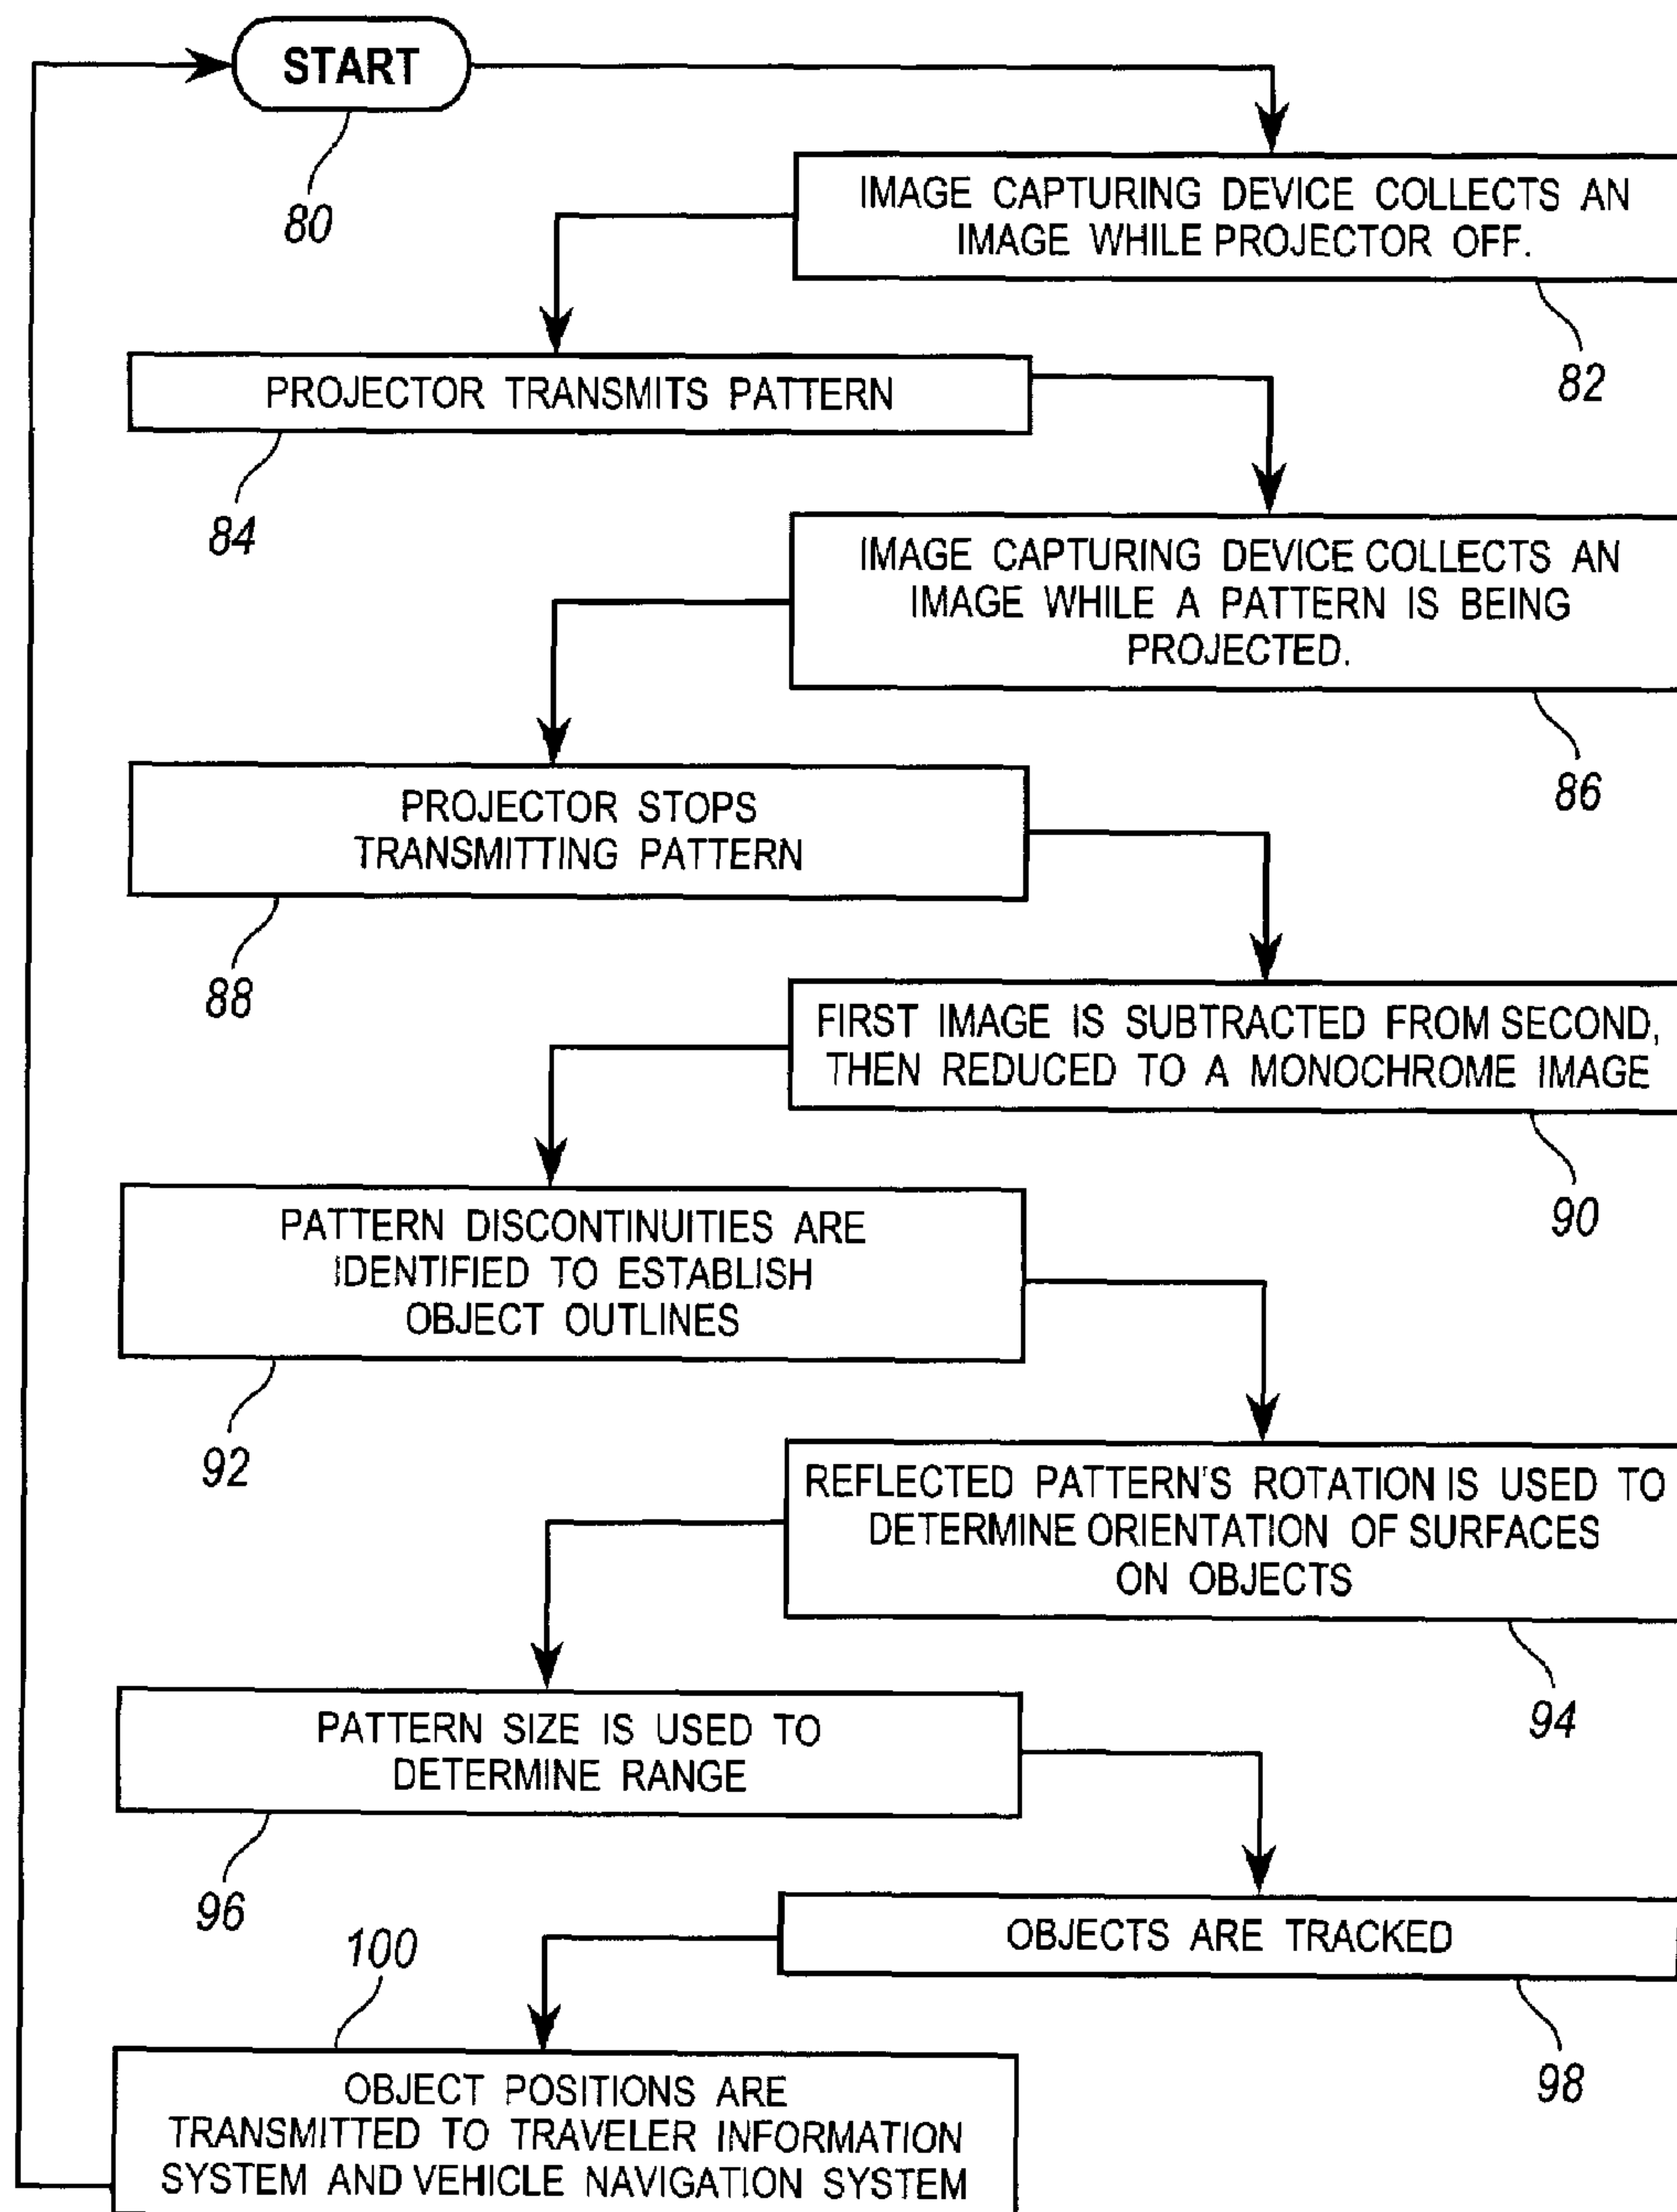 START
80
IMAGE CAPTURING DEVICE COLLECTS AN
IMAGE WHILE PROJECTOR OFF.
82
PROJECTOR TRANSMITS PATTERN
84
IMAGE CAPTURING DEVICE COLLECTS AN
IMAGE WHILE A PATTERN IS BEING
PROJECTED.
86
PROJECTOR STOPS
TRANSMITTING PATTERN
88
FIRST IMAGE IS SUBTRACTED FROM SECOND,
THEN REDUCED TO A MONOCHROME IMAGE
90
PATTERN DISCONTINUITIES ARE
IDENTIFIED TO ESTABLISH
OBJECT OUTLINES
92
REFLECTED PATTERN'S ROTATION IS USED TO
DETERMINE ORIENTATION OF SURFACES
ON OBJECTS
94
PATTERN SIZE IS USED TO
DETERMINE RANGE
96
OBJECTS ARE TRACKED
98
100
OBJECT POSITIONS ARE
TRANSMITTED TO TRAVELER INFORMATION
SYSTEM AND VEHICLE NAVIGATION SYSTEM